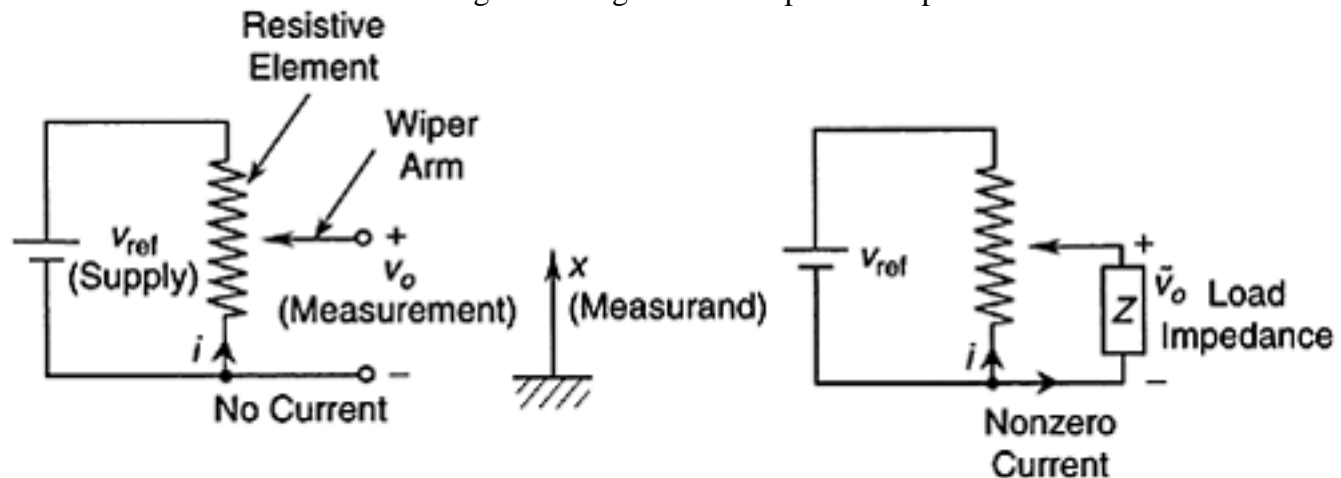 Resistive
Element
Wiper
Arm
v_ref
(Supply)
+
v_o
(Measurement)
i
−
No Current
x
(Measurand)
v_ref
+
ṽ_o Load
Z
Impedance
i
−
Nonzero
Current